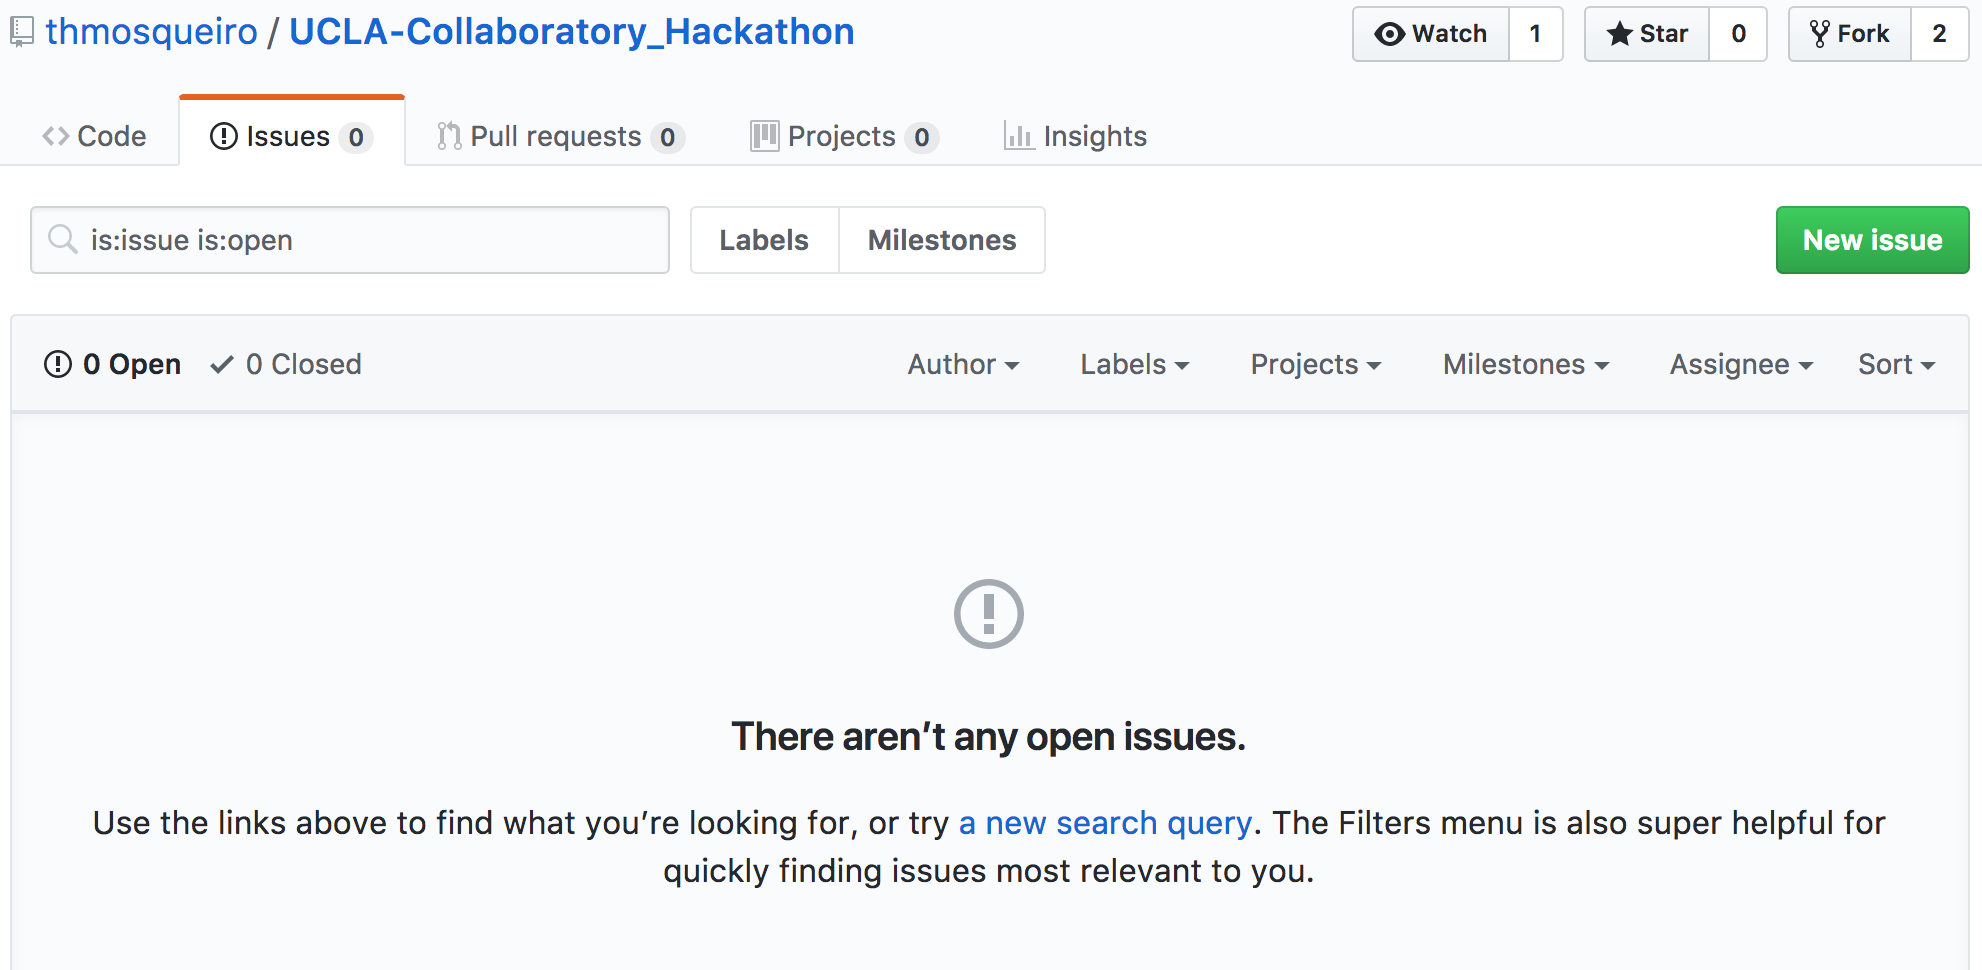 thmosqueiro / UCLA-Collaboratory_Hackathon
Watch 1 Star 0 Fork 2
Code Issues 0 Pull requests 0 Projects 0 Insights
is:issue is:open Labels Milestones New issue
0 Open 0 Closed Author Labels Projects Milestones Assignee Sort
There aren’t any open issues.
Use the links above to find what you’re looking for, or try a new search query. The Filters menu is also super helpful for
quickly finding issues most relevant to you.